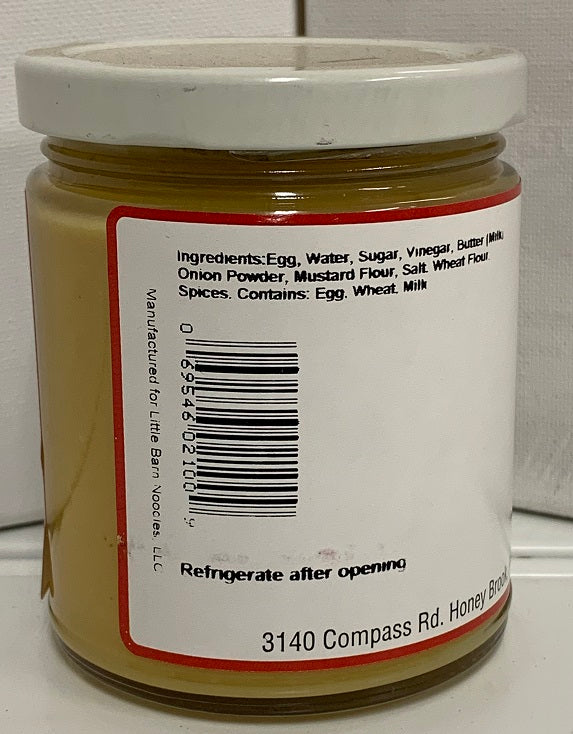 Ingredients:Egg, Water, Sugar, Vinegar, Butter (Milk)
Onion Powder, Mustard Flour, Salt. Wheat Flour.
Spices. Contains: Egg. Wheat. Milk
Manufactured for Little Barn Noodles, LLC
0 69546 02100 9
Refrigerate after opening
3140 Compass Rd. Honey Brook